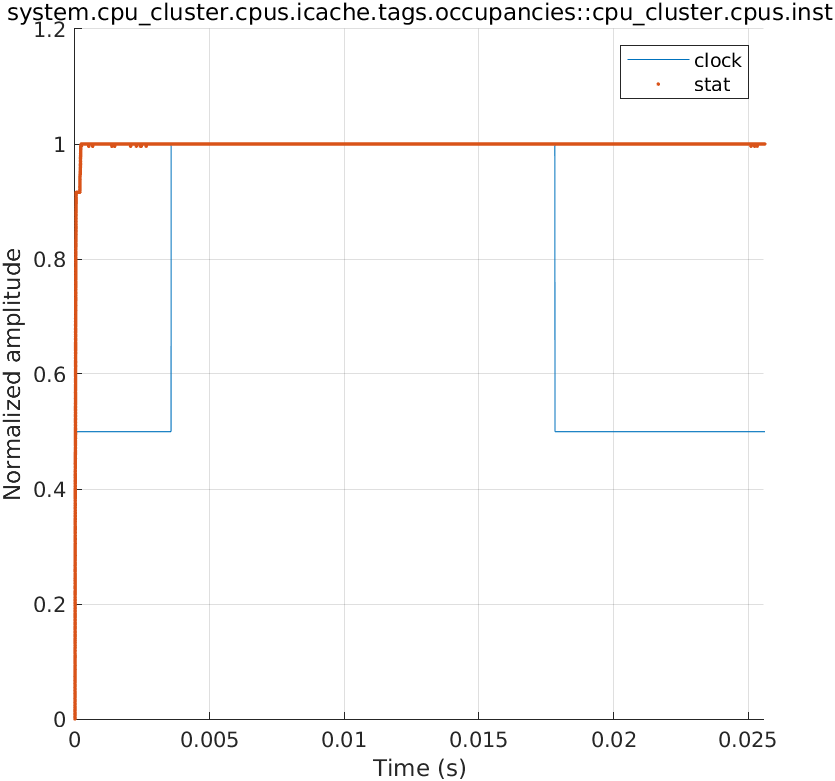 system.cpu_cluster.cpus.icache.tags.occupancies::cpu_cluster.cpus.inst
1.2
clock
stat
1
0.8
0.6
0.4
0.2
0
Normalized amplitude
0 0.005 0.01 0.015 0.02 0.025
Time (s)